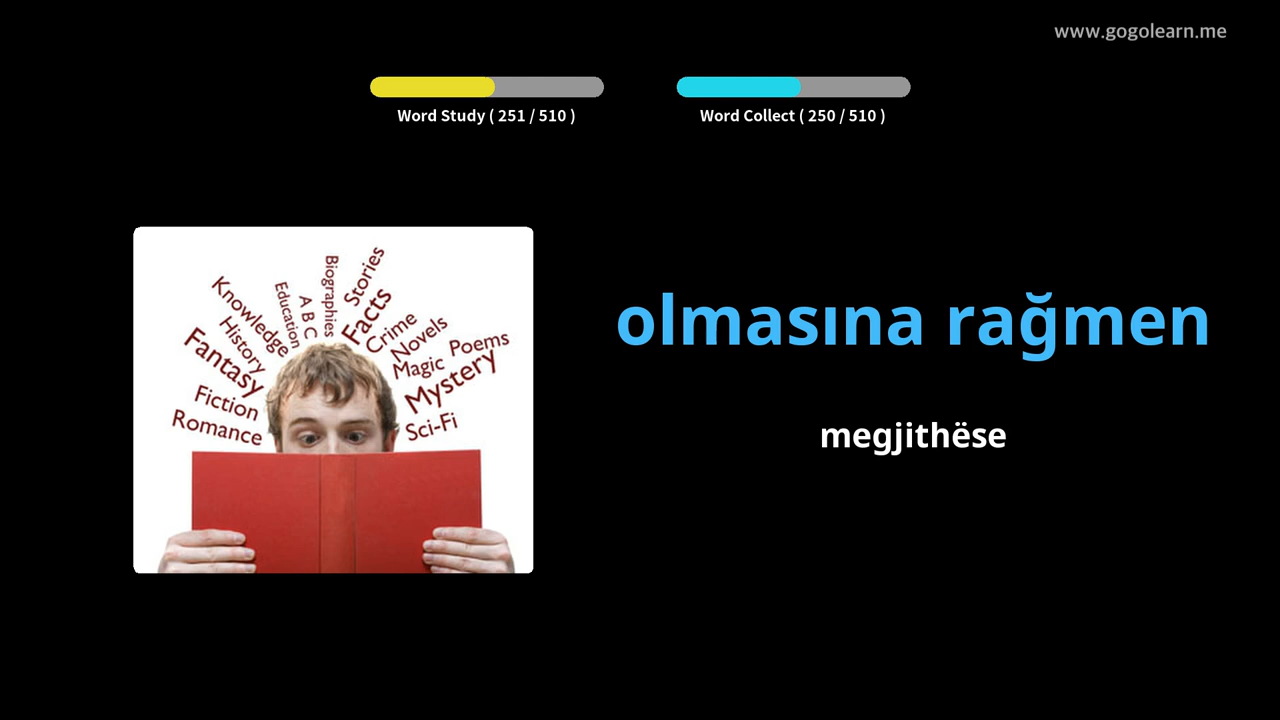 www.gogolearn.me
Word Study ( 251 / 510 )
Word Collect ( 250 / 510 )
Knowledge
Education
A B C
Biographies
Stories
Facts
Crime
Novels
Poems
Magic
Mystery
Sci-Fi
History
Fantasy
Fiction
Romance
olmasına rağmen
megjithëse